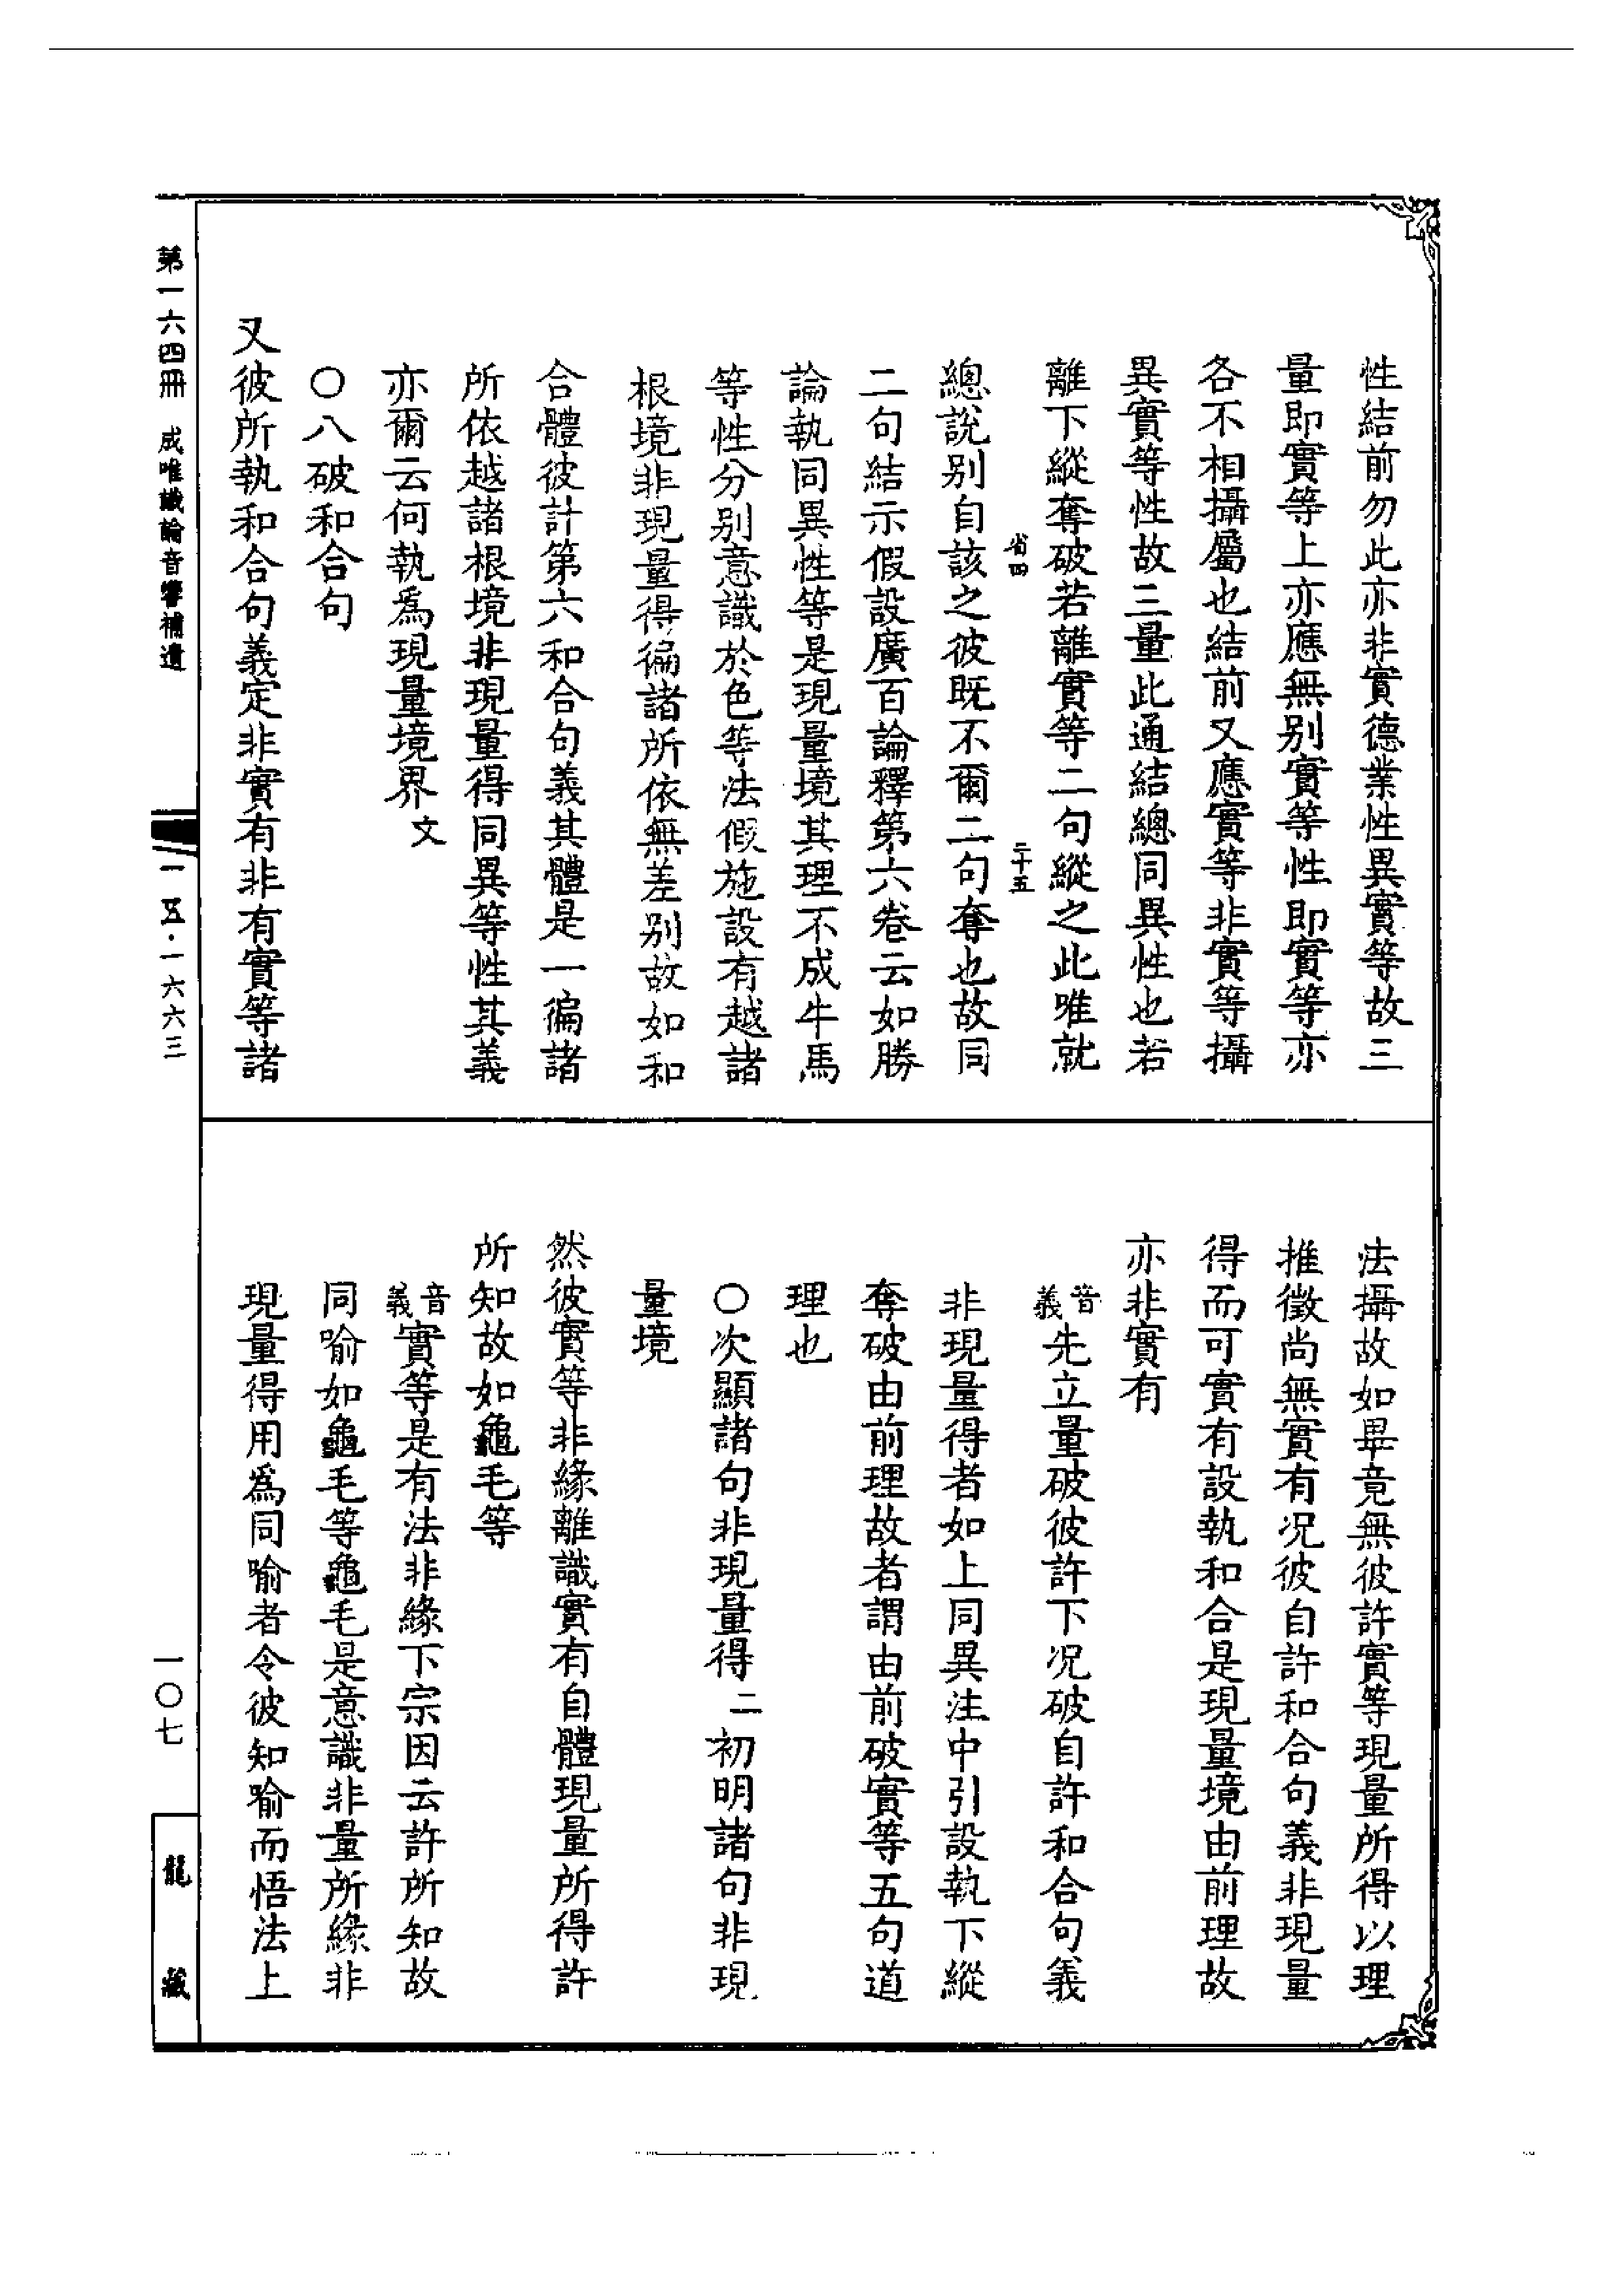 性結前勿此亦非實德業性異實等故三
量即實等上亦應無別實等性即實等亦
各不相攝屬也結前又應實等非實等攝
異實等性故三量此通結總同異性也若
離下縱奪破若離實等二句縱之此唯就
省四
二十五
總說別自該之彼既不爾二句奪也故同
二句結示假設廣百論釋第六卷云如勝
論執同異性等是現量境其理不成牛馬
等性分別意識於色等法假施設有越諸
根境非現量得徧諸所依無差別故如和
合體彼計第六和合句義其體是一徧諸
所依越諸根境非現量得同異等性其義
亦爾云何執為現量境界文
○八破和合句
又彼所執和合句義定非實有非有實等諸
法攝故如畢竟無彼許實等現量所得以理
推徵尚無實有況彼自許和合句義非現量
得而可實有設執和合是現量境由前理故
亦非實有
音義先立量破彼許下況破自許和合句義
非現量得者如上同異注中引設執下縱
奪破由前理故者謂由前破實等五句道
理也
○次顯諸句非現量得二初明諸句非現
量境
然彼實等非緣離識實有自體現量所得許
所知故如龜毛等
音義實等是有法非緣下宗因云許所知故
同喻如龜毛等龜毛是意識非量所緣非
現量得用為同喻者令彼知喻而悟法上
第一六四冊 成唯識論音響補遺
一五·一六六三
一〇七
龍藏